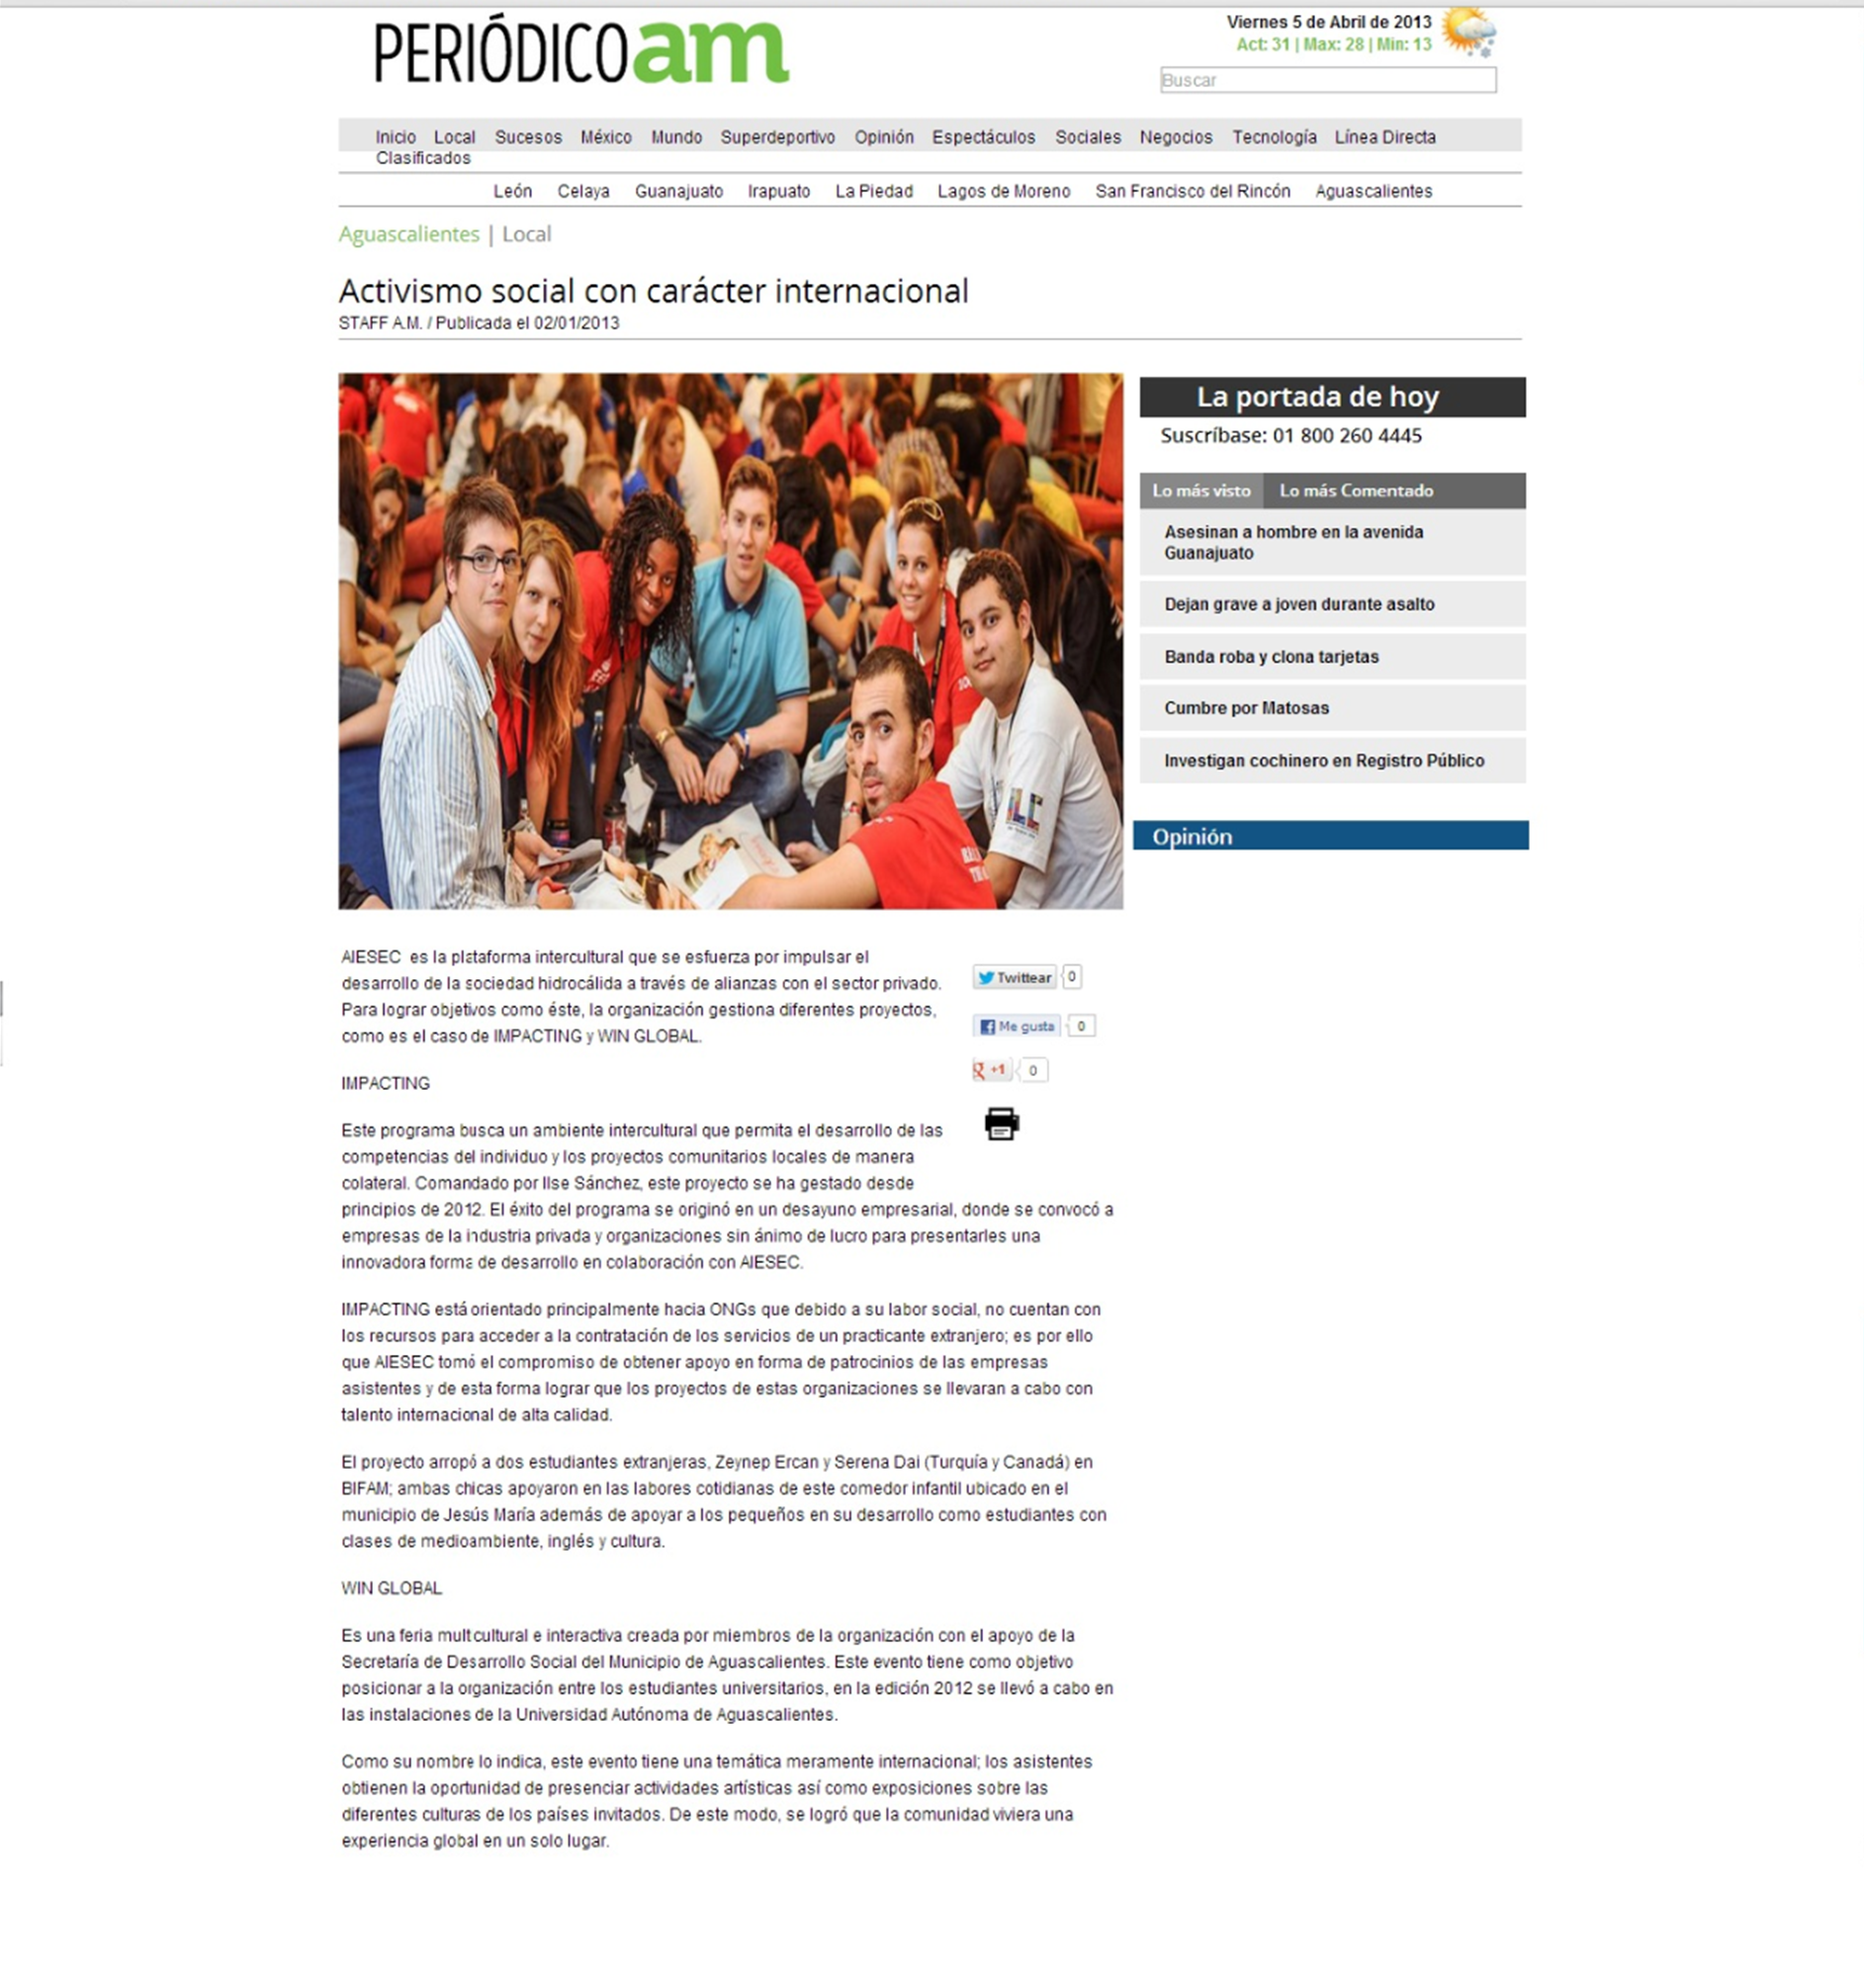 PERIÓDICO am
Viernes 5 de Abril de 2013
Act: 31 | Max: 28 | Min: 13
Buscar
Inicio Local Sucesos México Mundo Superdeportivo Opinión Espectáculos Sociales Negocios Tecnología Línea Directa
Clasificados
León Celaya Guanajuato Irapuato La Piedad Lagos de Moreno San Francisco del Rincón Aguascalientes
Aguascalientes | Local
Activismo social con carácter internacional
STAFF A.M. / Publicada el 02/01/2013
La portada de hoy
Suscríbase: 01 800 260 4445
Lo más visto Lo más Comentado
Asesinan a hombre en la avenida
Guanajuato
Dejan grave a joven durante asalto
Banda roba y clona tarjetas
Cumbre por Matosas
Investigan cochinero en Registro Público
Opinión
AIESEC es la plataforma intercultural que se esfuerza por impulsar el
desarrollo de la sociedad hidrocálida a través de alianzas con el sector privado.
Para lograr objetivos como éste, la organización gestiona diferentes proyectos,
como es el caso de IMPACTING y WIN GLOBAL.
Twittear 0
Me gusta 0
+1 0
IMPACTING
Este programa busca un ambiente intercultural que permita el desarrollo de las
competencias del individuo y los proyectos comunitarios locales de manera
colateral. Comandado por Ilse Sánchez, este proyecto se ha gestado desde
principios de 2012. El éxito del programa se originó en un desayuno empresarial, donde se convocó a
empresas de la industria privada y organizaciones sin ánimo de lucro para presentarles una
innovadora forma de desarrollo en colaboración con AIESEC.
IMPACTING está orientado principalmente hacia ONGs que debido a su labor social, no cuentan con
los recursos para acceder a la contratación de los servicios de un practicante extranjero; es por ello
que AIESEC tomó el compromiso de obtener apoyo en forma de patrocinios de las empresas
asistentes y de esta forma lograr que los proyectos de estas organizaciones se llevaran a cabo con
talento internacional de alta calidad.
El proyecto arropó a dos estudiantes extranjeras, Zeynep Ercan y Serena Dai (Turquía y Canadá) en
BIFAM; ambas chicas apoyaron en las labores cotidianas de este comedor infantil ubicado en el
municipio de Jesús María además de apoyar a los pequeños en su desarrollo como estudiantes con
clases de medioambiente, inglés y cultura.
WIN GLOBAL
Es una feria multicultural e interactiva creada por miembros de la organización con el apoyo de la
Secretaría de Desarrollo Social del Municipio de Aguascalientes. Este evento tiene como objetivo
posicionar a la organización entre los estudiantes universitarios, en la edición 2012 se llevó a cabo en
las instalaciones de la Universidad Autónoma de Aguascalientes.
Como su nombre lo indica, este evento tiene una temática meramente internacional; los asistentes
obtienen la oportunidad de presenciar actividades artísticas así como exposiciones sobre las
diferentes culturas de los países invitados. De este modo, se logró que la comunidad viviera una
experiencia global en un solo lugar.